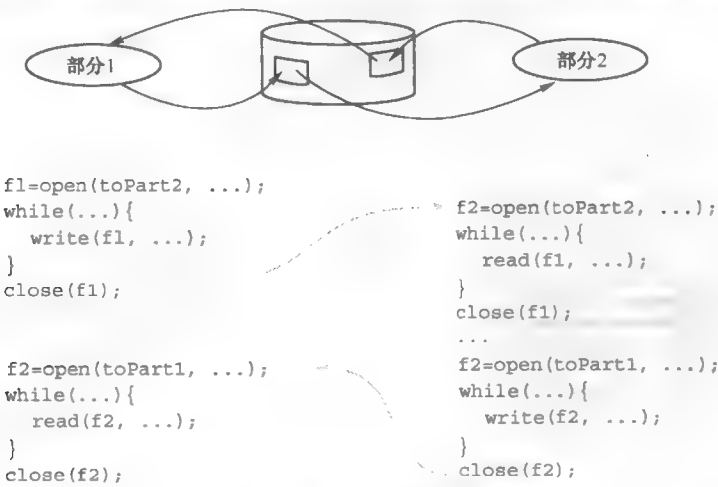 部分1
部分2
f1=open(toPart2, ...);
while(...){
write(f1, ...);
}
close(f1);
f2=open(toPart1, ...);
while(...){
read(f2, ...);
}
close(f2);
f2=open(toPart2, ...);
while(...){
read(f1, ...);
}
close(f1);
...
f2=open(toPart1, ...);
while(...){
write(f2, ...);
}
close(f2);